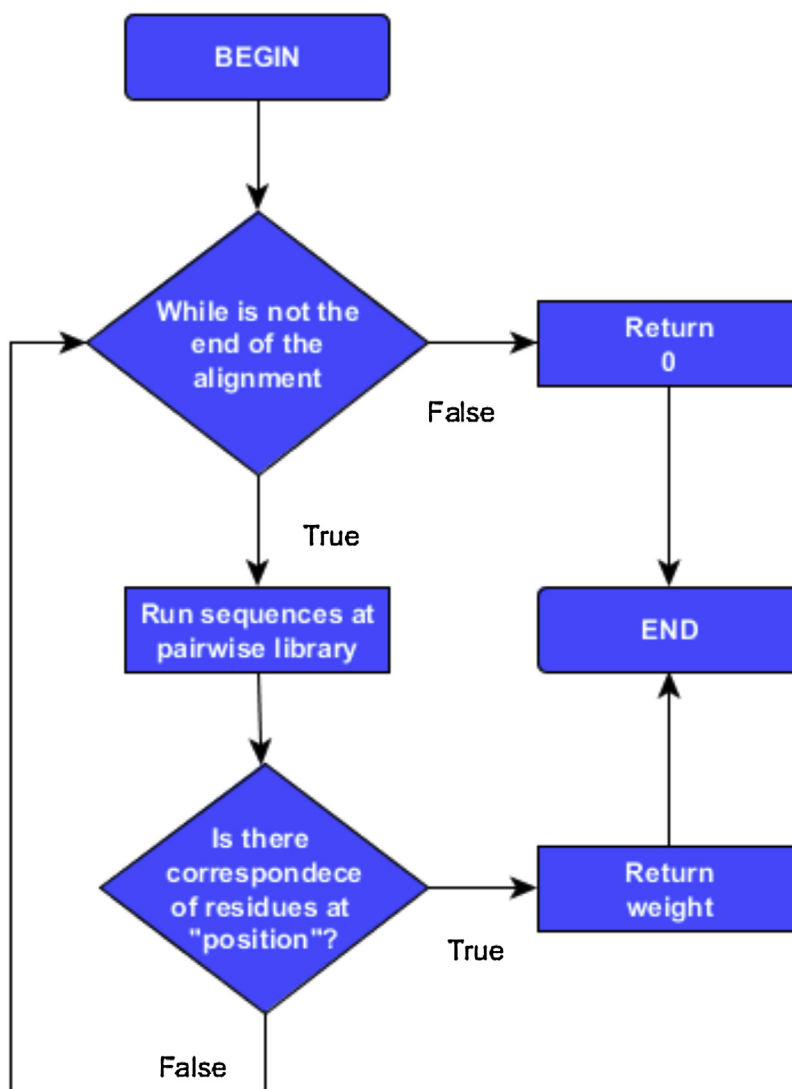 BEGIN
While is not the
end of the
alignment
Return
0
False
True
Run sequences at
pairwise library
END
Is there
correspondece
of residues at
"position"?
Return
weight
True
False